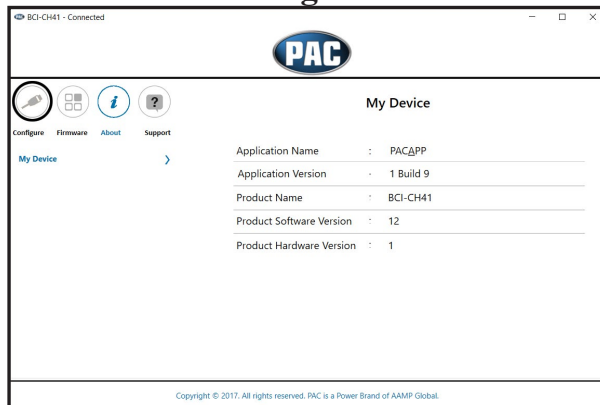 BCI-CH41 - Connected
PAC
Configure Firmware About Support
My Device
My Device
Application Name : PACAPP
Application Version . 1 Build 9
Product Name : BCI-CH41
Product Software Version : 12
Product Hardware Version : 1
Copyright © 2017. All rights reserved. PAC is a Power Brand of AAMP Global.